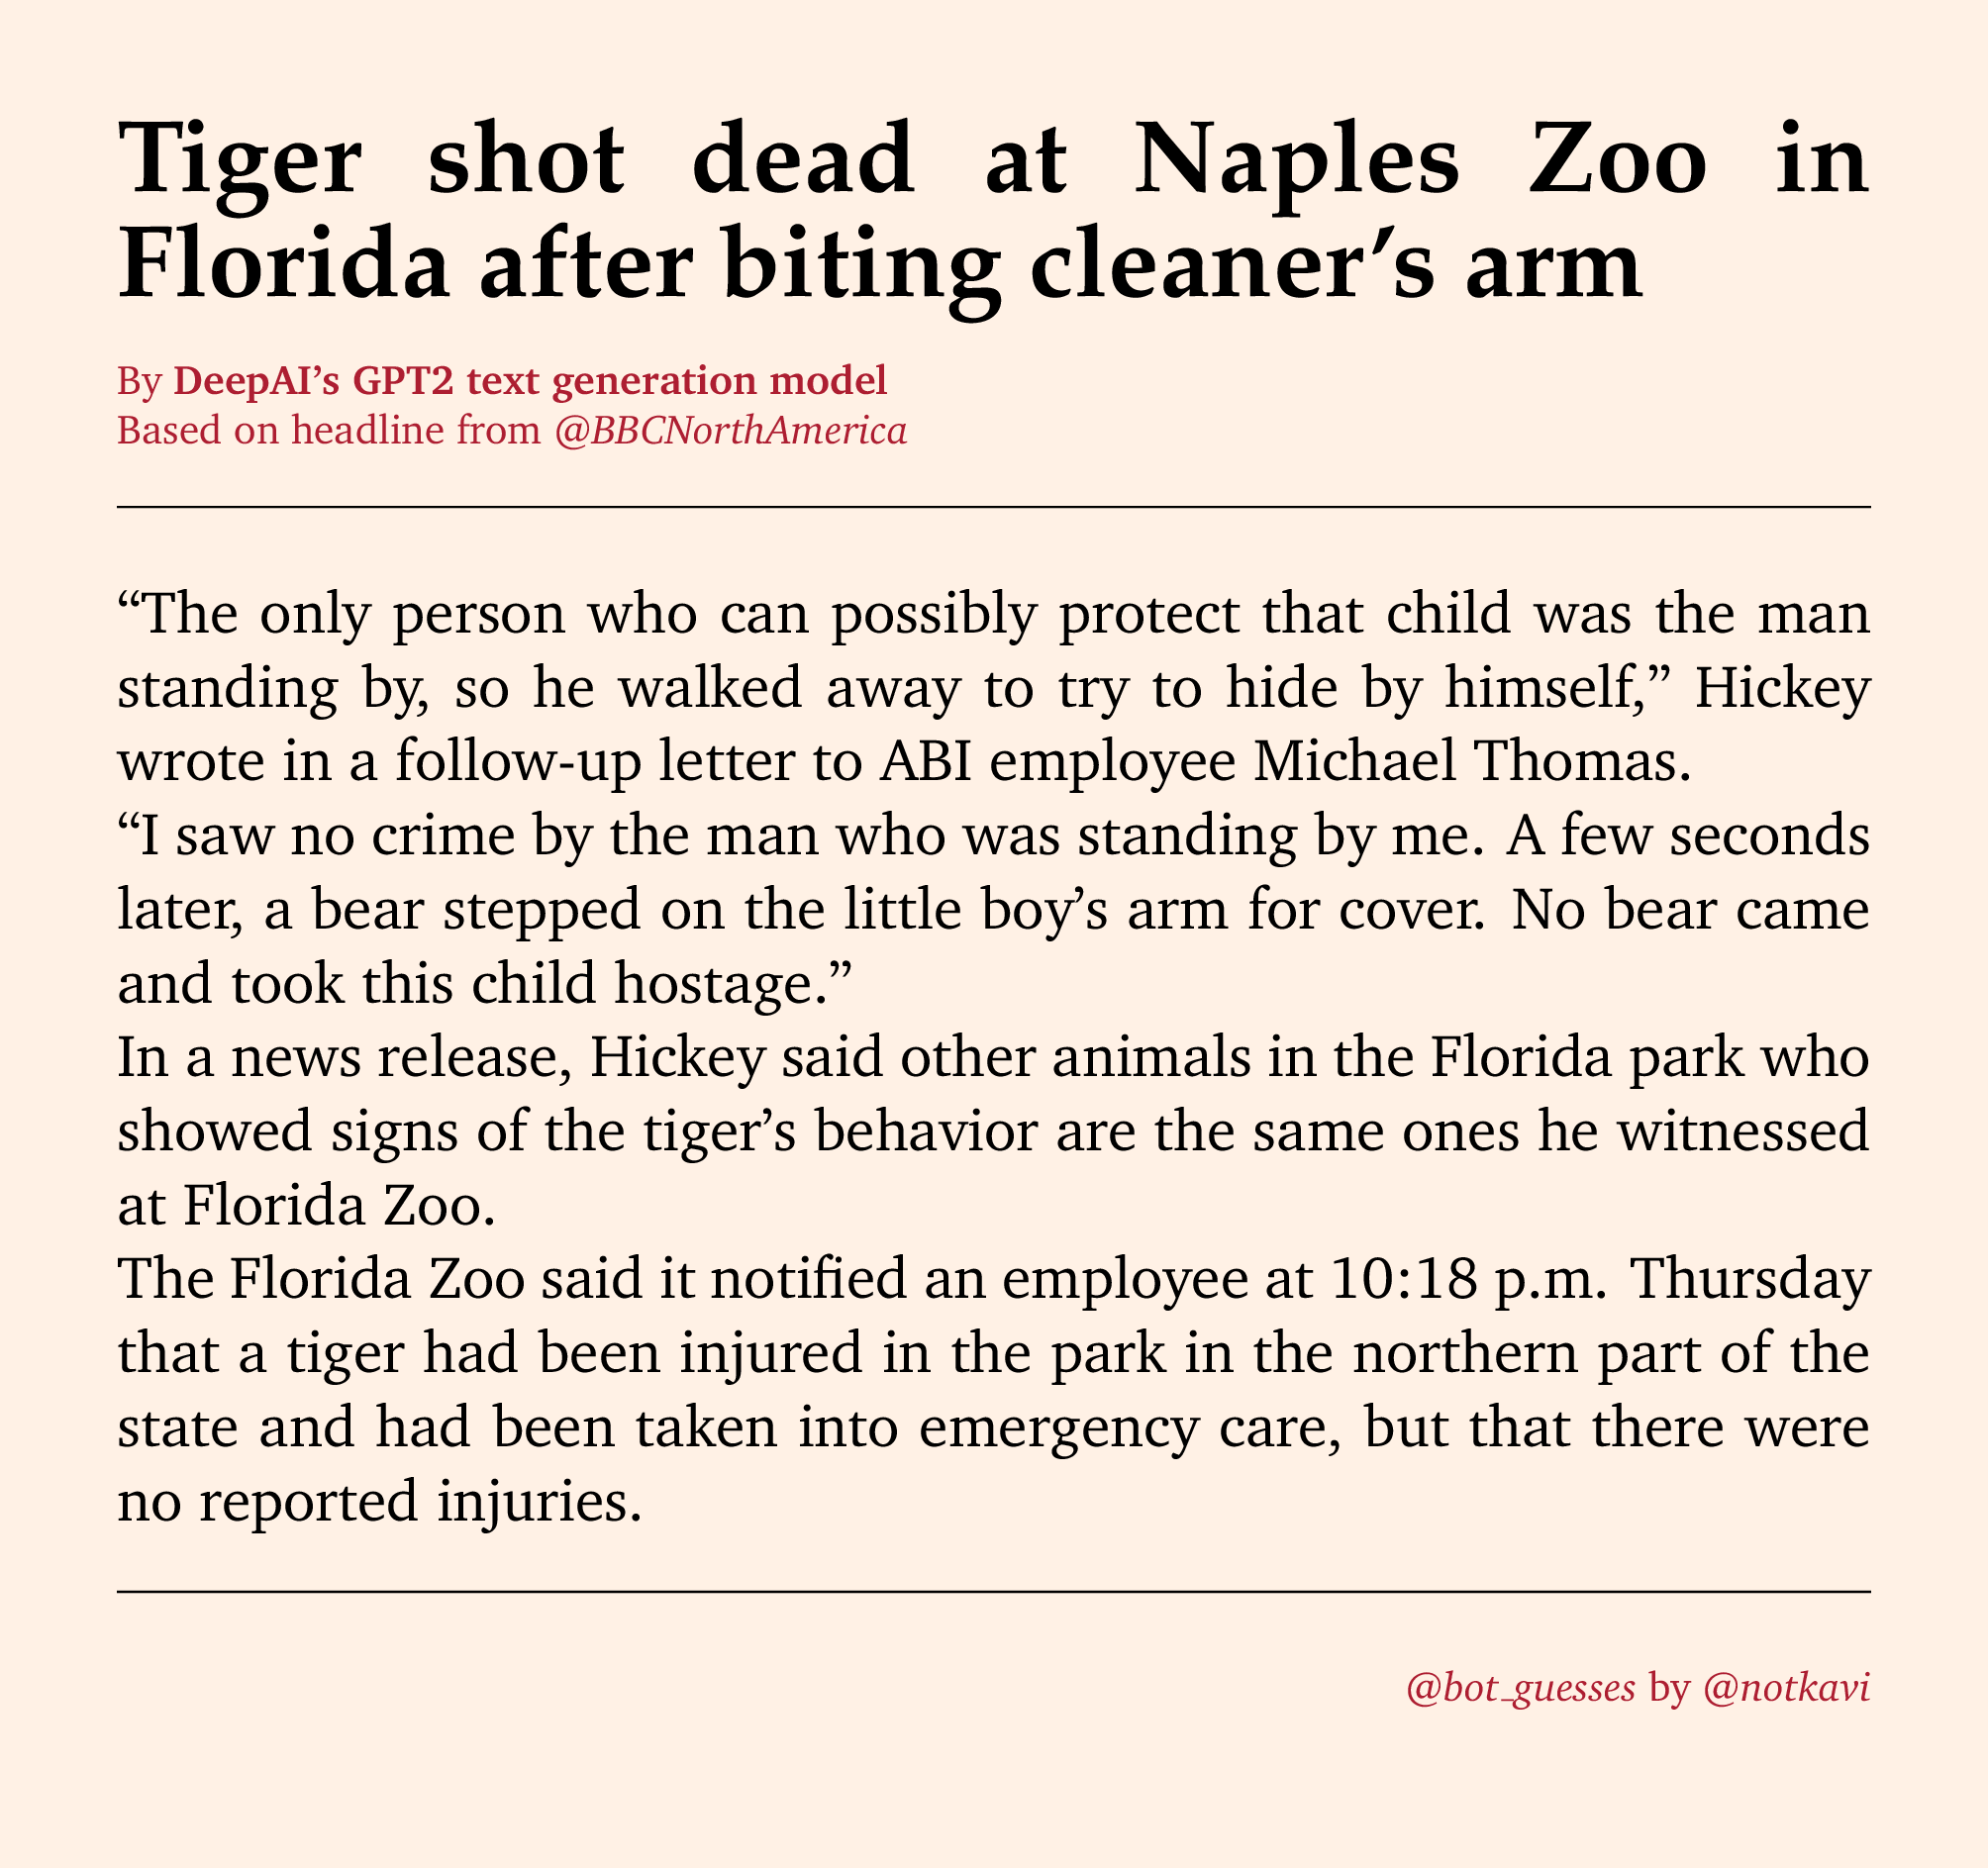 Tiger shot dead at Naples Zoo in
Florida after biting cleaner’s arm
By DeepAI’s GPT2 text generation model
Based on headline from @BBCNorthAmerica
“The only person who can possibly protect that child was the man
standing by, so he walked away to try to hide by himself,” Hickey
wrote in a follow-up letter to ABI employee Michael Thomas.
“I saw no crime by the man who was standing by me. A few seconds
later, a bear stepped on the little boy’s arm for cover. No bear came
and took this child hostage.”
In a news release, Hickey said other animals in the Florida park who
showed signs of the tiger’s behavior are the same ones he witnessed
at Florida Zoo.
The Florida Zoo said it notified an employee at 10:18 p.m. Thursday
that a tiger had been injured in the park in the northern part of the
state and had been taken into emergency care, but that there were
no reported injuries.
@bot_guesses by @notkavi